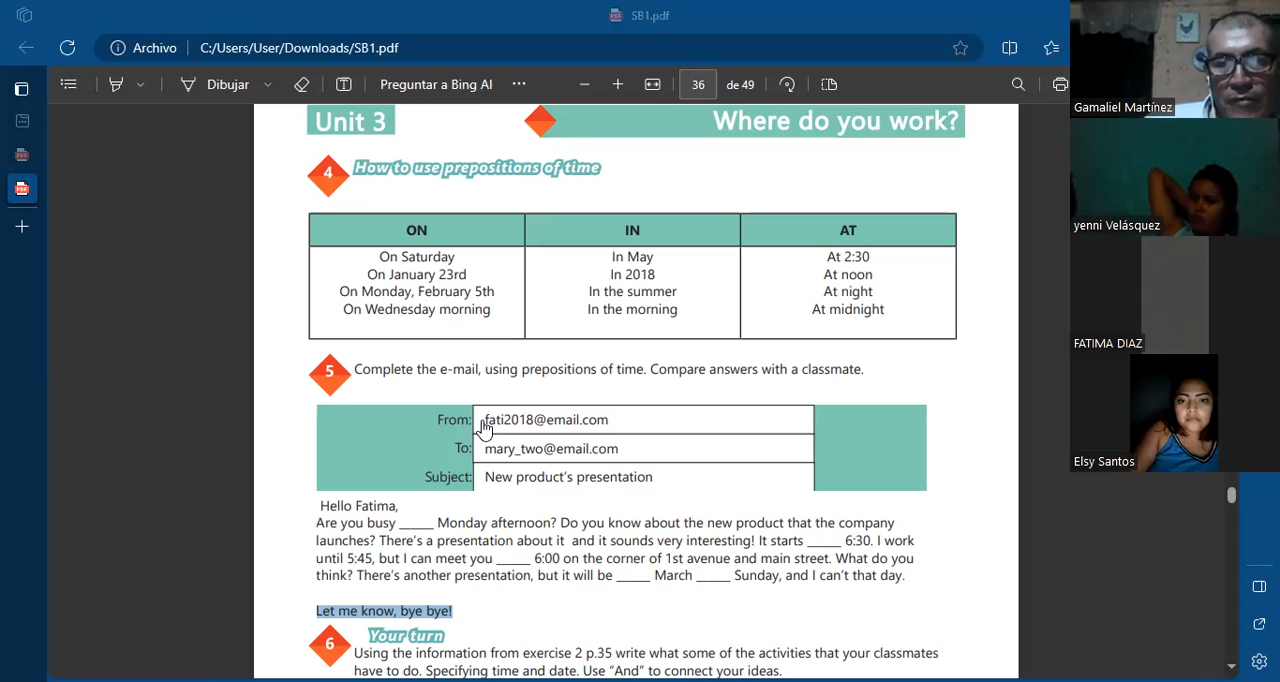 SB1.pdf
Archivo C:/Users/User/Downloads/SB1.pdf
Dibujar Preguntar a Bing AI 36 de 49
Unit 3 Where do you work?
4 How to use prepositions of time
ON IN AT
On Saturday In May At 2:30
On January 23rd In 2018 At noon
On Monday, February 5th In the summer At night
On Wednesday morning In the morning At midnight
5 Complete the e-mail, using prepositions of time. Compare answers with a classmate.
From: fati2018@email.com
To: mary_two@email.com
Subject: New product's presentation
Hello Fatima,
Are you busy _____ Monday afternoon? Do you know about the new product that the company
launches? There's a presentation about it and it sounds very interesting! It starts _____ 6:30. I work
until 5:45, but I can meet you _____ 6:00 on the corner of 1st avenue and main street. What do you
think? There's another presentation, but it will be _____ March _____ Sunday, and I can't that day.
Let me know, bye bye!
6 Your turn
Using the information from exercise 2 p.35 write what some of the activities that your classmates
have to do. Specifying time and date. Use "And" to connect your ideas.
Gamaliel Martínez
yenni Velásquez
FATIMA DIAZ
Elsy Santos